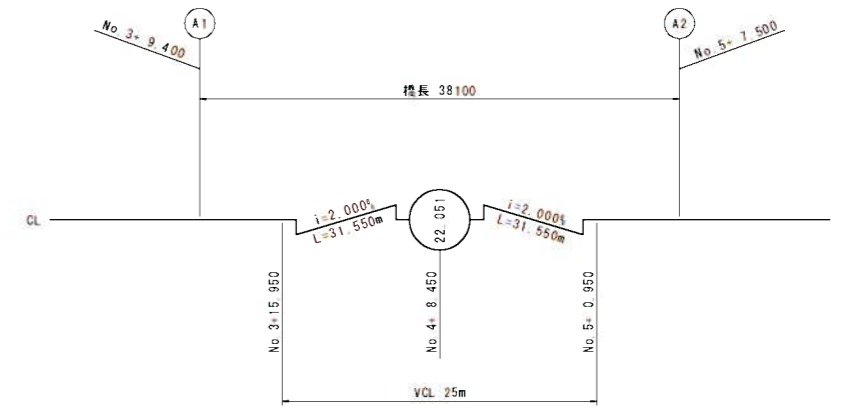 A1
A2
No 3+ 9.400
No.5+ 7.500
橋長 38100
CL
i=2.000%
L=31.550m
22.051
i=2.000%
L=31.550m
No 3+15.950
No 4+ 8.450
No 5+ 0.950
VCL 25m